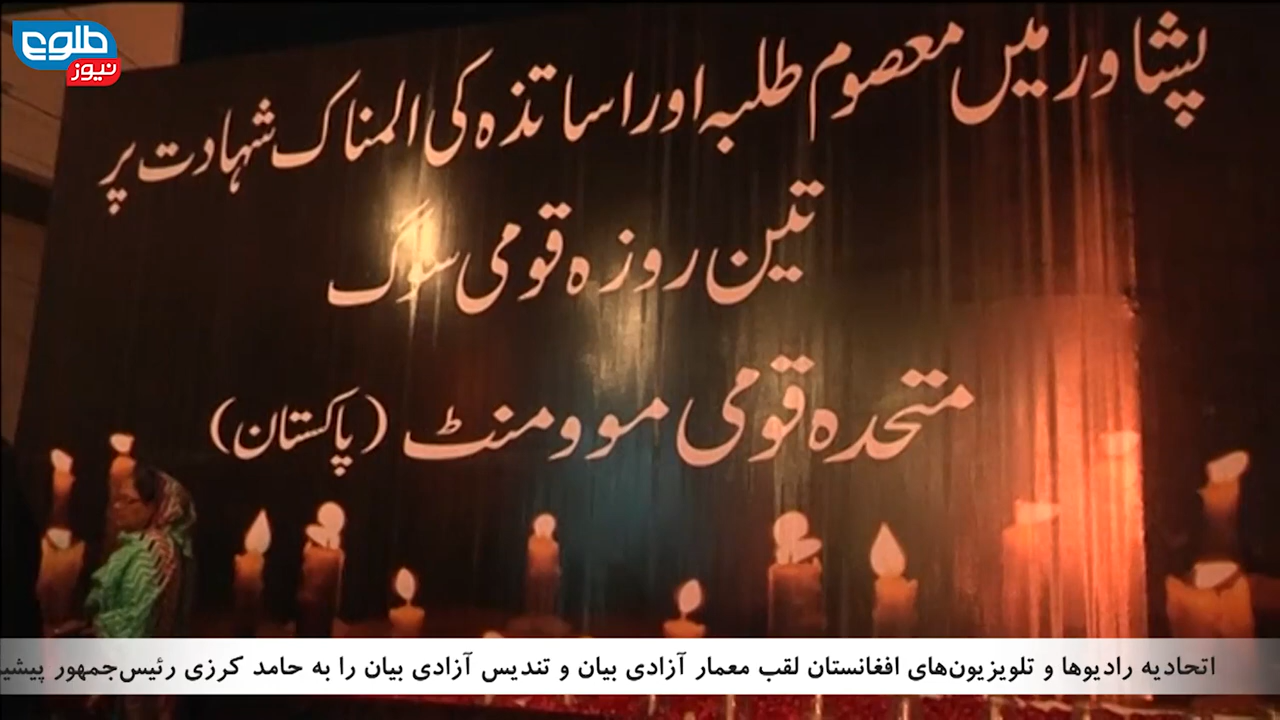 طلوع
نیوز
پشاور میں معصوم طلبہ اور اساتذہ کی المناک شہادت پر
تین روزہ قومی سوگ
متحدہ قومی موومنٹ (پاکستان)
اتحادیه رادیوها و تلویزیون‌های افغانستان لقب معمار آزادی بیان و تندیس آزادی بیان را به حامد کرزی رئیس‌جمهور پیشی